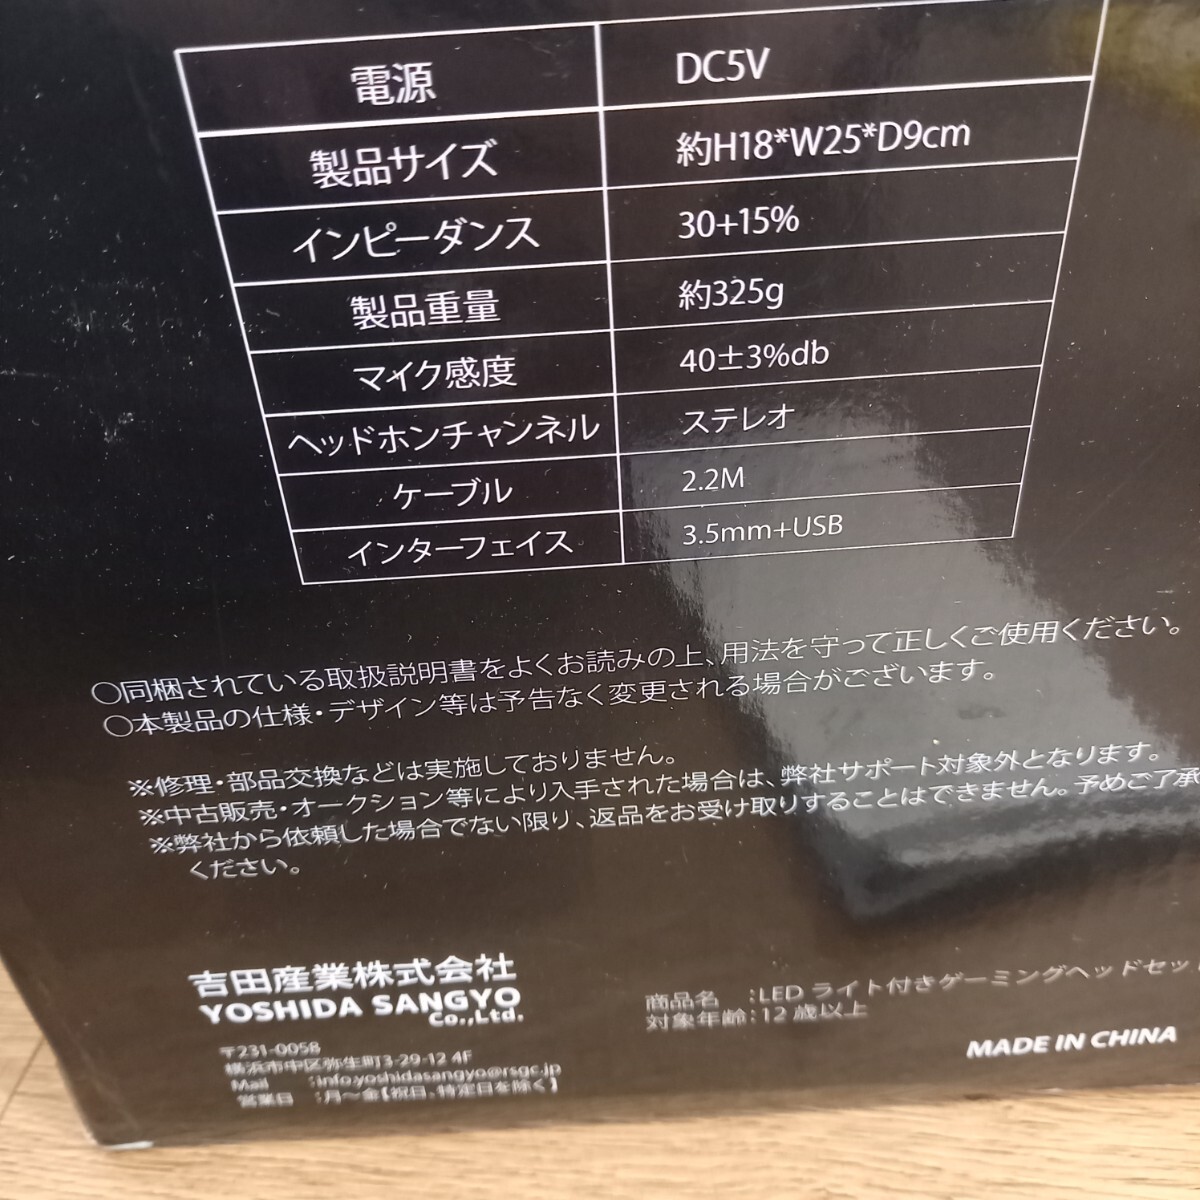 電源 DC5V
製品サイズ 約H18*W25*D9cm
インピーダンス 30+15%
製品重量 約325g
マイク感度 40±3%db
ヘッドホンチャンネル ステレオ
ケーブル 2.2M
インターフェイス 3.5mm+USB
○同梱されている取扱説明書をよくお読みの上、用法を守って正しくご使用ください。
○本製品の仕様・デザイン等は予告なく変更される場合がございます。
※修理・部品交換などは実施しておりません。
※中古販売・オークション等により入手された場合は、弊社サポート対象外となります。
※弊社から依頼した場合でない限り、返品をお受け取りすることはできません。予めご了承
ください。
吉田産業株式会社
YOSHIDA SANGYO
Co.,Ltd.
〒231-0058
横浜市中区弥生町3-29-12 4F
Mail :info.yoshidasangyo@rsgc.jp
営業日 :月～金【祝日、特定日を除く】
商品名 :LED ライト付きゲーミングヘッドセット
対象年齢:12 歳以上
MADE IN CHINA